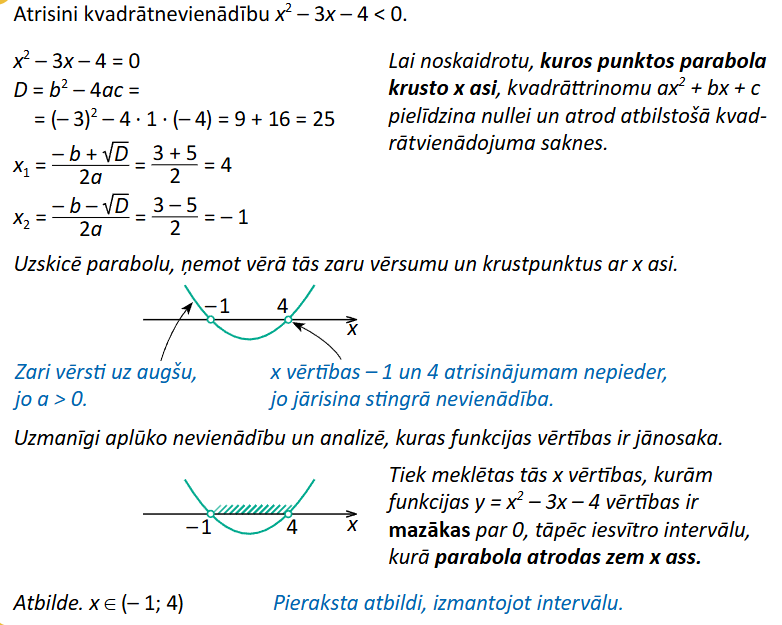 Atrisini kvadrātnevienādību x² – 3x – 4 < 0.
x² – 3x – 4 = 0
D = b² – 4ac =
= (– 3)² – 4 · 1 · (– 4) = 9 + 16 = 25
x₁ = (– b + √D)/(2a) = (3 + 5)/2 = 4
x₂ = (– b – √D)/(2a) = (3 – 5)/2 = – 1
Lai noskaidrotu, kuros punktos parabola
krusto x asi, kvadrāttrinomu ax² + bx + c
pielīdzina nullei un atrod atbilstošā kvad-
rātvienādojuma saknes.
Uzskicē parabolu, ņemot vērā tās zaru vērsumu un krustpunktus ar x asi.
–1 4
x
Zari vērsti uz augšu,
jo a > 0.
x vērtības – 1 un 4 atrisinājumam nepieder,
jo jārisina stingrā nevienādība.
Uzmanīgi aplūko nevienādību un analizē, kuras funkcijas vērtības ir jānosaka.
–1 4 x
Tiek meklētas tās x vērtības, kurām
funkcijas y = x² – 3x – 4 vērtības ir
mazākas par 0, tāpēc iesvītro intervālu,
kurā parabola atrodas zem x ass.
Atbilde. x ∈ (– 1; 4)
Pieraksta atbildi, izmantojot intervālu.